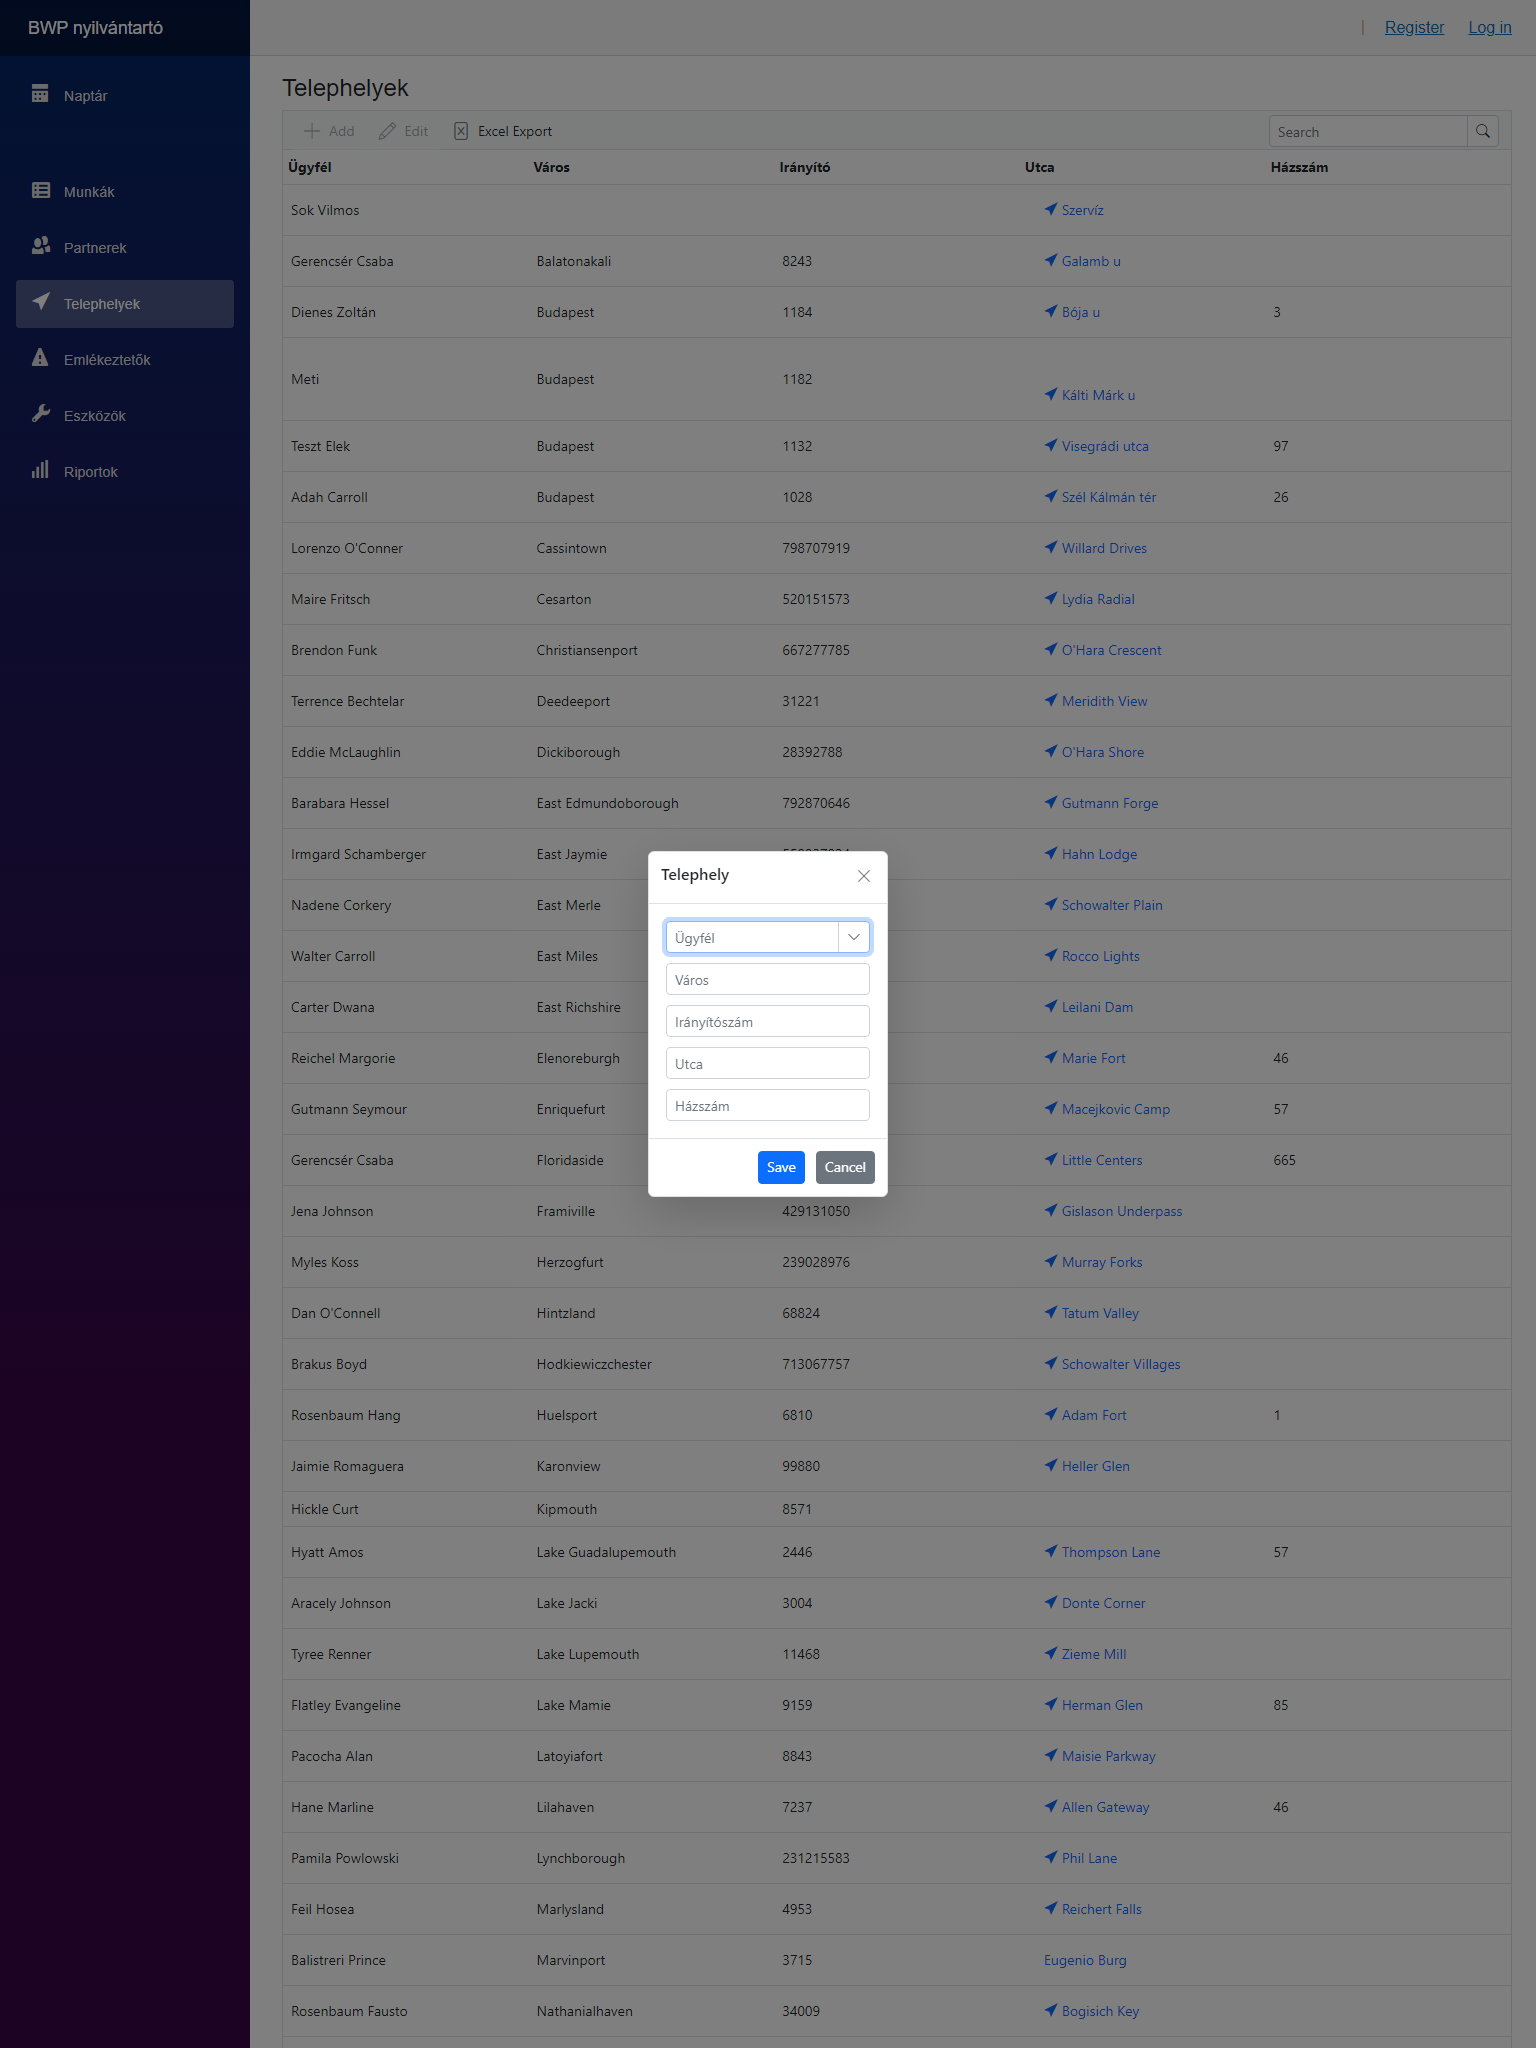 BWP nyilvántartó
Register Log in
Naptár
Munkák
Partnerek
Telephelyek
Emlékeztetők
Eszközök
Riportok
Telephelyek
Add Edit Excel Export Search
Ügyfél Város Irányító Utca Házszám
Sok Vilmos Szervíz
Gerencsér Csaba Balatonakali 8243 Galamb u
Dienes Zoltán Budapest 1184 Bója u 3
Meti Budapest 1182 Kálti Márk u
Teszt Elek Budapest 1132 Visegrádi utca 97
Adah Carroll Budapest 1028 Szél Kálmán tér 26
Lorenzo O'Conner Cassintown 798707919 Willard Drives
Maire Fritsch Cesarton 520151573 Lydia Radial
Brendon Funk Christiansenport 667277785 O'Hara Crescent
Terrence Bechtelar Deedeeport 31221 Meridith View
Eddie McLaughlin Dickiborough 28392788 O'Hara Shore
Barabara Hessel East Edmundoborough 792870646 Gutmann Forge
Irmgard Schamberger East Jaymie Hahn Lodge
Nadene Corkery East Merle Schowalter Plain
Walter Carroll East Miles Rocco Lights
Carter Dwana East Richshire Leilani Dam
Reichel Margorie Elenoreburgh Marie Fort 46
Gutmann Seymour Enriquefurt Macejkovic Camp 57
Gerencsér Csaba Floridaside Little Centers 665
Jena Johnson Framiville 429131050 Gislason Underpass
Myles Koss Herzogfurt 239028976 Murray Forks
Dan O'Connell Hintzland 68824 Tatum Valley
Brakus Boyd Hodkiewiczchester 713067757 Schowalter Villages
Rosenbaum Hang Huelsport 6810 Adam Fort 1
Jaimie Romaguera Karonview 99880 Heller Glen
Hickle Curt Kipmouth 8571
Hyatt Amos Lake Guadalupemouth 2446 Thompson Lane 57
Aracely Johnson Lake Jacki 3004 Donte Corner
Tyree Renner Lake Lupemouth 11468 Zieme Mill
Flatley Evangeline Lake Mamie 9159 Herman Glen 85
Pacocha Alan Latoyiafort 8843 Maisie Parkway
Hane Marline Lilahaven 7237 Allen Gateway 46
Pamila Powlowski Lynchborough 231215583 Phil Lane
Feil Hosea Marlysland 4953 Reichert Falls
Balistreri Prince Marvinport 3715 Eugenio Burg
Rosenbaum Fausto Nathanialhaven 34009 Bogisich Key
Telephely
Ügyfél
Város
Irányítószám
Utca
Házszám
Save Cancel